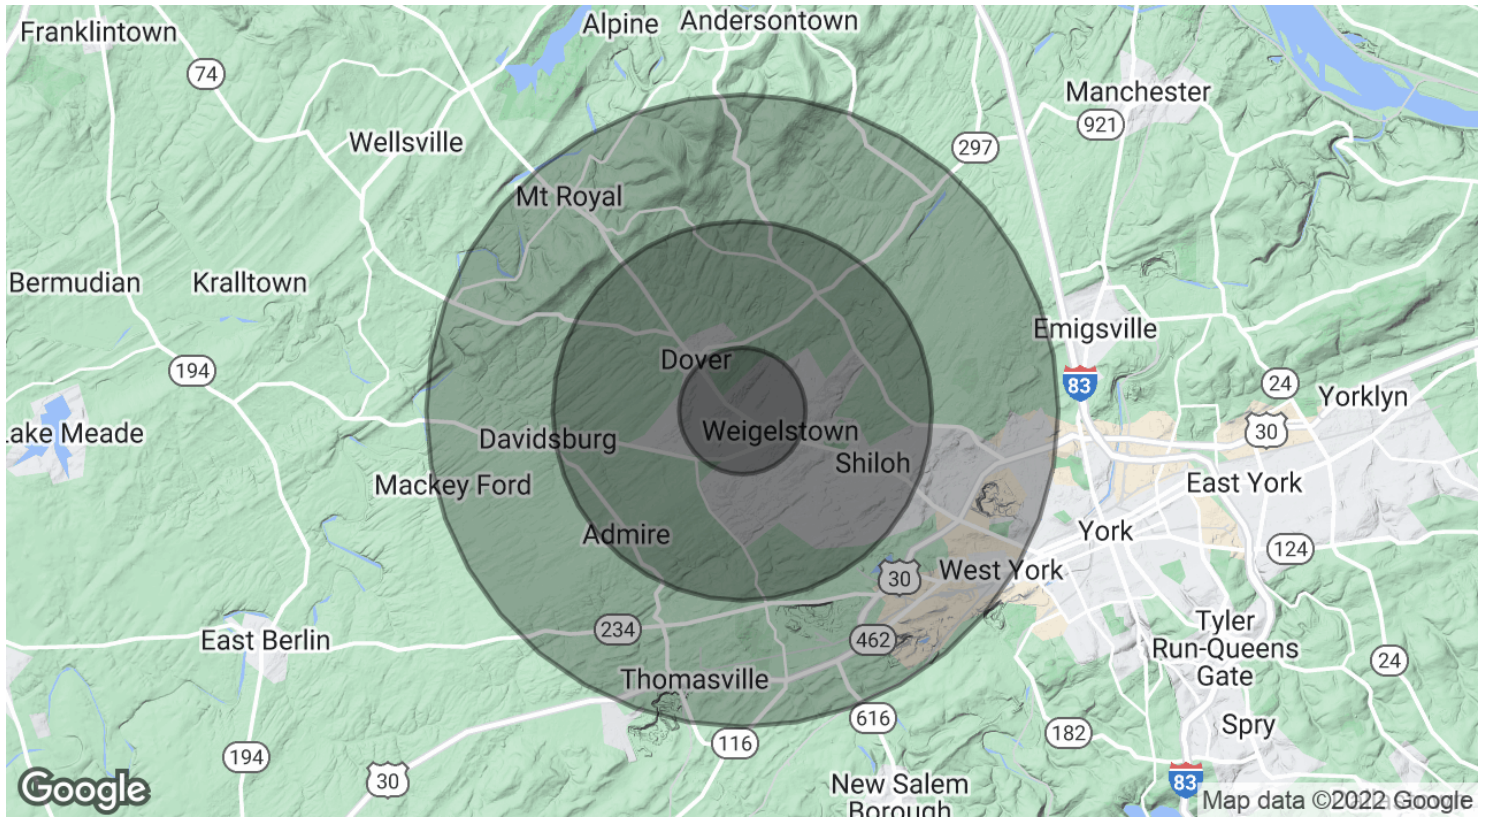 Alpine
Andersontown
Franklintown
74
Manchester
921
Wellsville
297
Mt Royal
Bermudian
Kralltown
Emigsville
Dover
194
83
24
Yorklyn
Lake Meade
Davidsburg
Weigelstown
30
Shiloh
Mackey Ford
East York
Admire
York
124
West York
30
234
462
East Berlin
Tyler
Run-Queens
Gate
24
Thomasville
616
182
Spry
116
194
30
83
New Salem
Borough
Google
Map data ©2022 Google